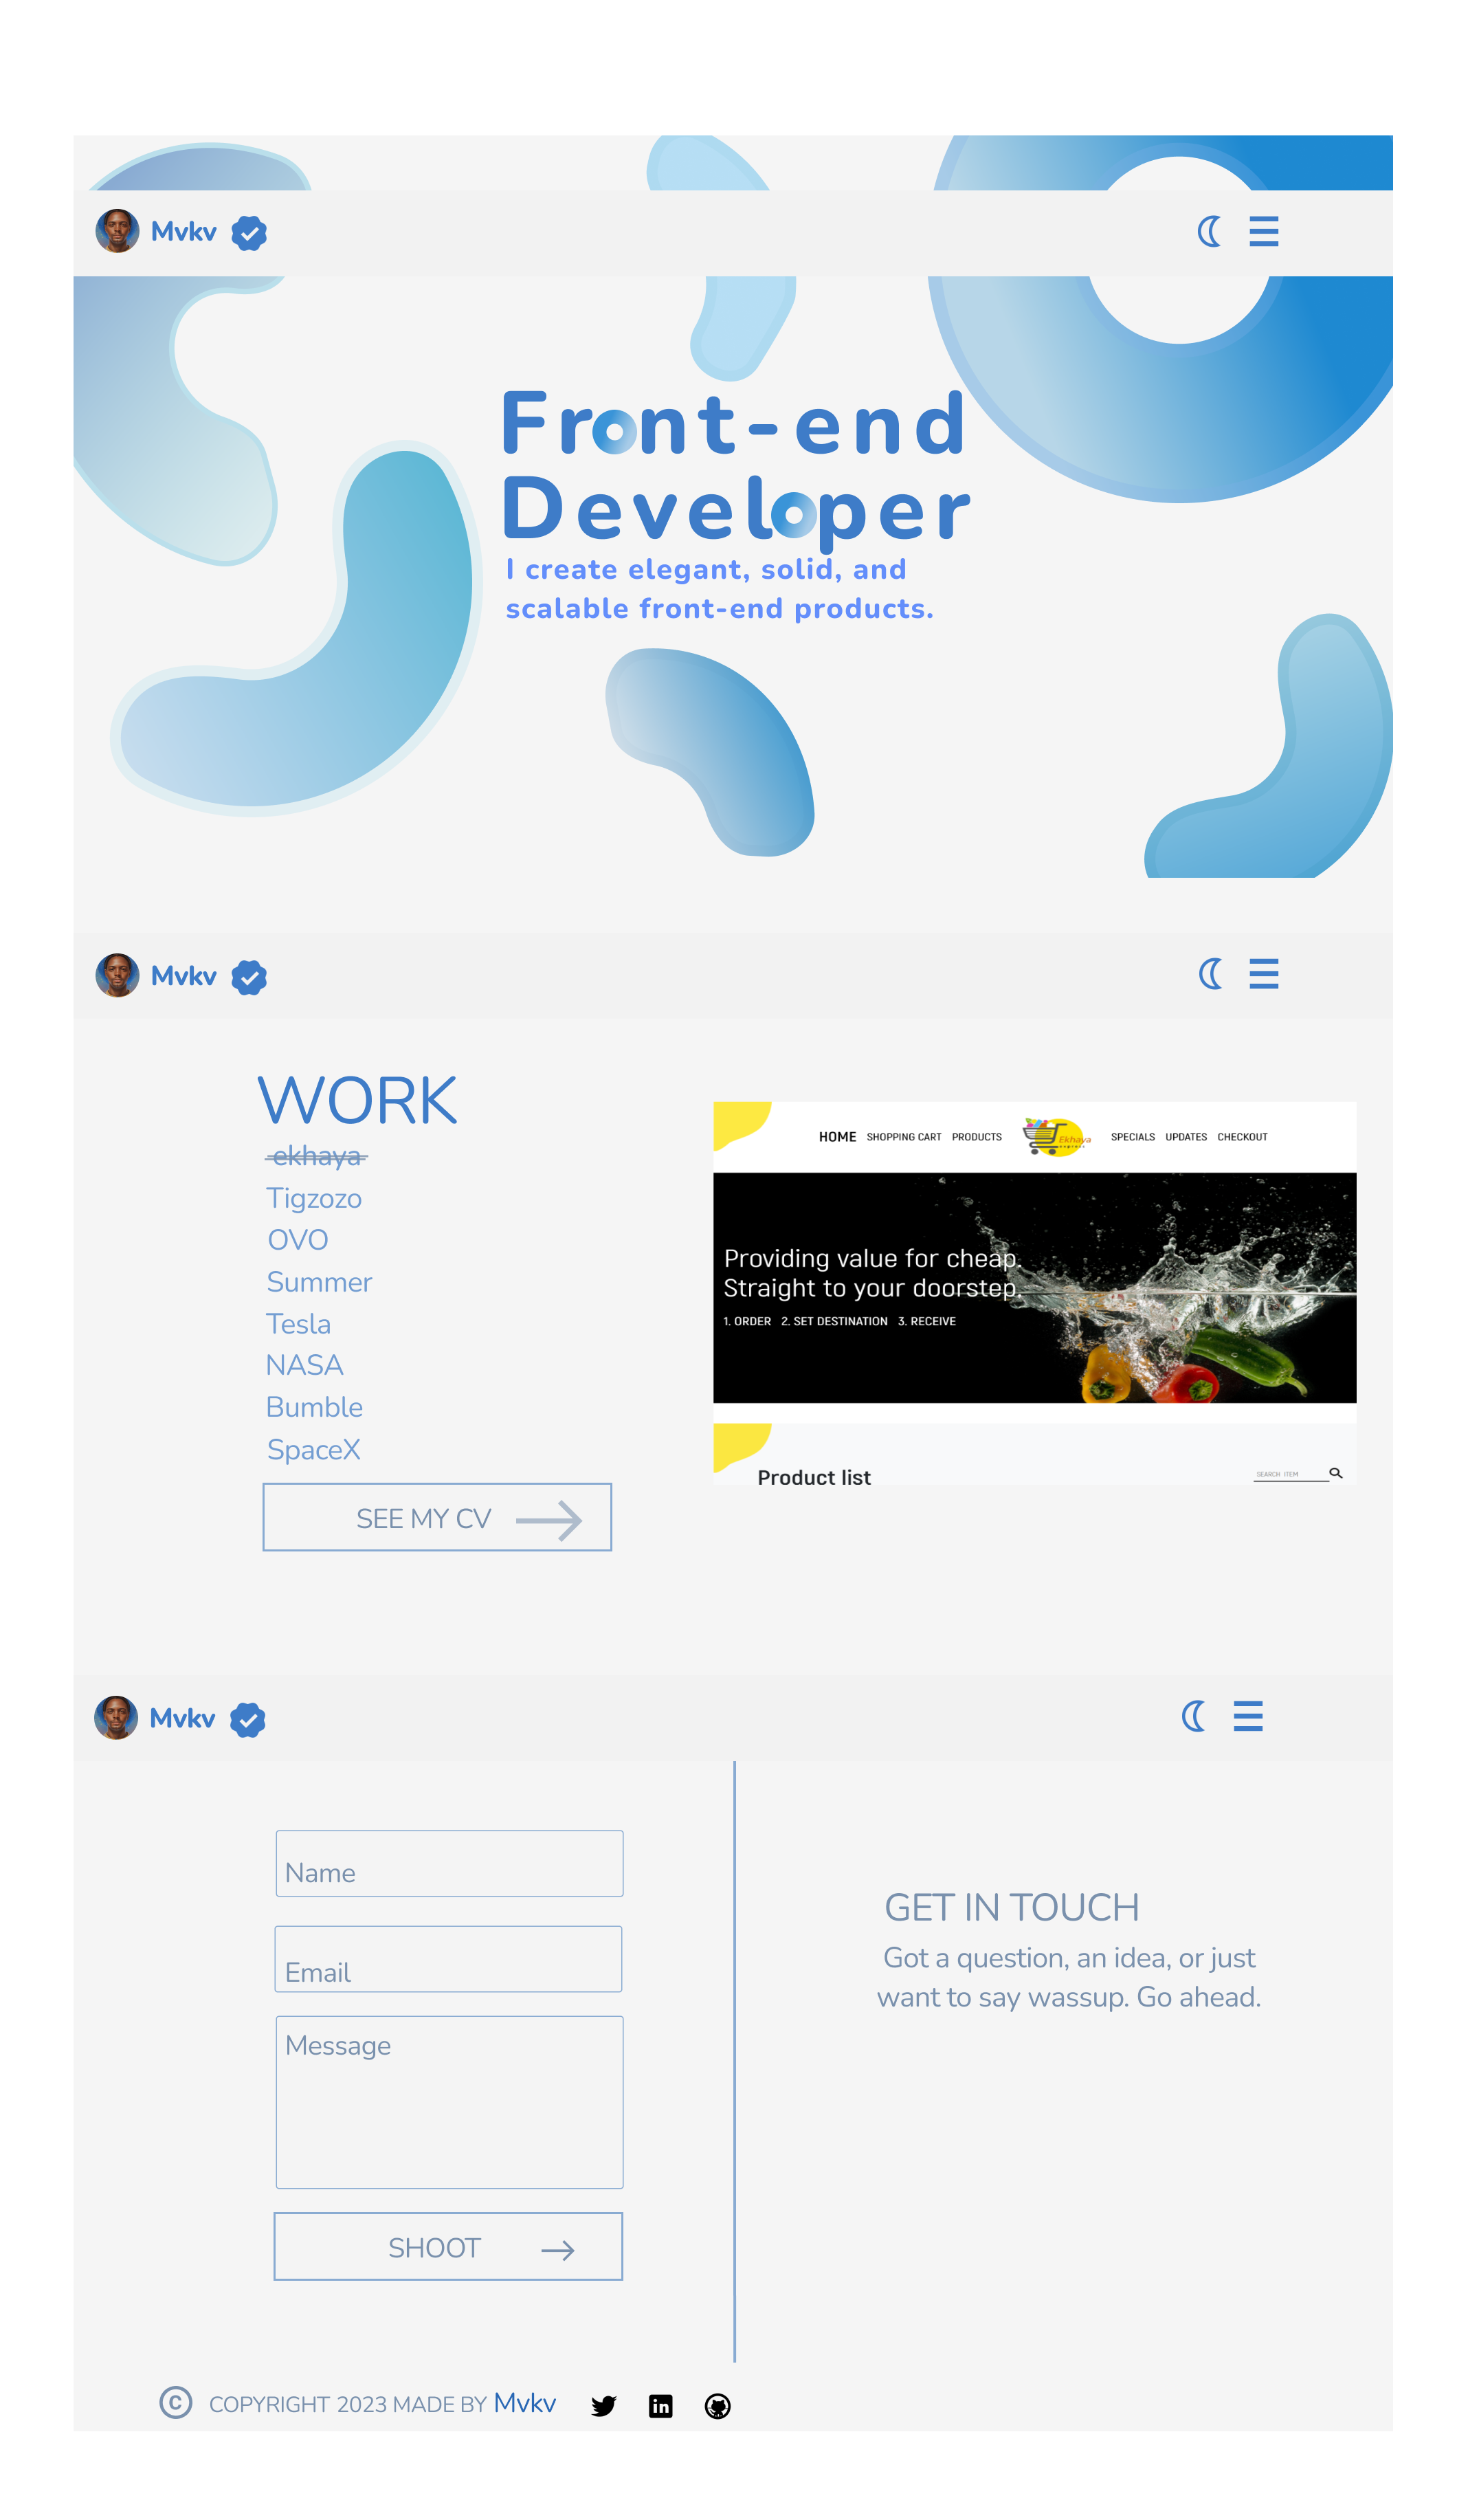 Mvkv
Front-end
Developer
I create elegant, solid, and
scalable front-end products.
Mvkv
WORK
ekhaya
Tigzozo
OVO
Summer
Tesla
NASA
Bumble
SpaceX
SEE MY CV
HOME SHOPPING CART PRODUCTS Ekhaya express SPECIALS UPDATES CHECKOUT
Providing value for cheap.
Straight to your doorstep.
1. ORDER 2. SET DESTINATION 3. RECEIVE
Product list
SEARCH ITEM
Mvkv
Name
Email
Message
SHOOT
GET IN TOUCH
Got a question, an idea, or just
want to say wassup. Go ahead.
© COPYRIGHT 2023 MADE BY Mvkv